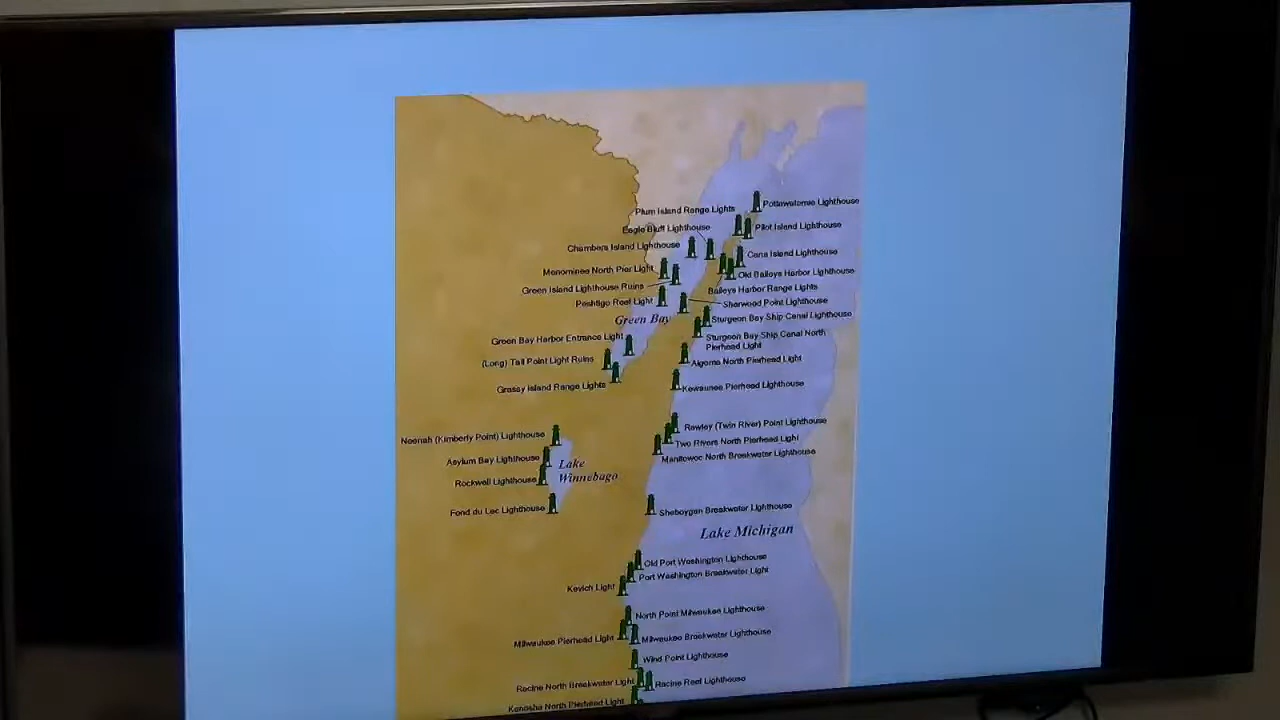 Pottawatomie Lighthouse
Plum Island Range Lights
Pilot Island Lighthouse
Eagle Bluff Lighthouse
Chambers Island Lighthouse
Cana Island Lighthouse
Menominee North Pier Light
Old Baileys Harbor Lighthouse
Green Island Lighthouse Ruins
Baileys Harbor Range Lights
Peshtigo Reef Light
Sherwood Point Lighthouse
Green Bay
Sturgeon Bay Ship Canal Lighthouse
Green Bay Harbor Entrance Light
Sturgeon Bay Ship Canal North
Pierhead Light
(Long) Tail Point Light Ruins
Algoma North Pierhead Light
Grassy Island Range Lights
Kewaunee Pierhead Lighthouse
Rawley (Twin River) Point Lighthouse
Neenah (Kimberly Point) Lighthouse
Two Rivers North Pierhead Light
Manitowoc North Breakwater Lighthouse
Asylum Bay Lighthouse
Lake
Winnebago
Rockwell Lighthouse
Fond du Lac Lighthouse
Sheboygan Breakwater Lighthouse
Lake Michigan
Old Port Washington Lighthouse
Port Washington Breakwater Light
Kevich Light
North Point Milwaukee Lighthouse
Milwaukee Pierhead Light
Milwaukee Breakwater Lighthouse
Wind Point Lighthouse
Racine North Breakwater Light
Racine Reef Lighthouse
Kenosha North Pierhead Light